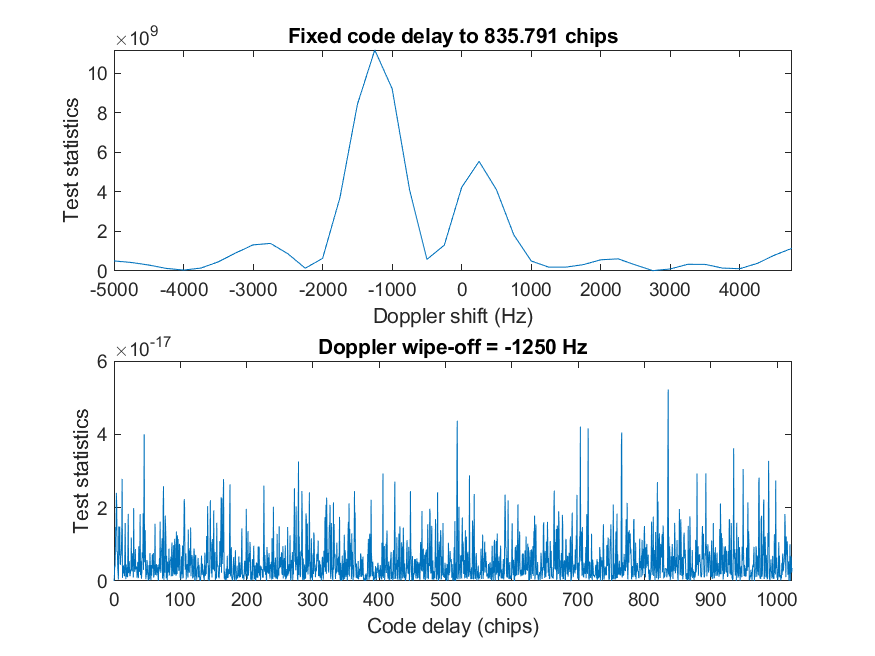 ×10^9
Fixed code delay to 835.791 chips
10
8
6
4
2
0
Test statistics
-5000 -4000 -3000 -2000 -1000 0 1000 2000 3000 4000
Doppler shift (Hz)
×10^-17
Doppler wipe-off = -1250 Hz
6
4
2
0
Test statistics
0 100 200 300 400 500 600 700 800 900 1000
Code delay (chips)